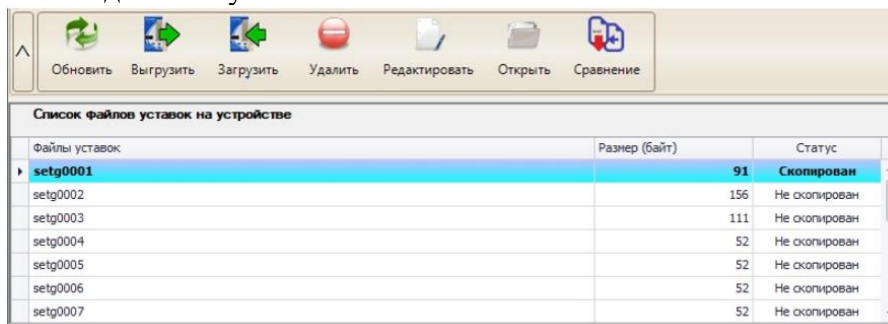 Обновить Выгрузить Загрузить Удалить Редактировать Открыть Сравнение
Список файлов уставок на устройстве
Файлы уставок Размер (байт) Статус
setg0001 91 Скопирован
setg0002 156 Не скопирован
setg0003 111 Не скопирован
setg0004 52 Не скопирован
setg0005 52 Не скопирован
setg0006 52 Не скопирован
setg0007 52 Не скопирован